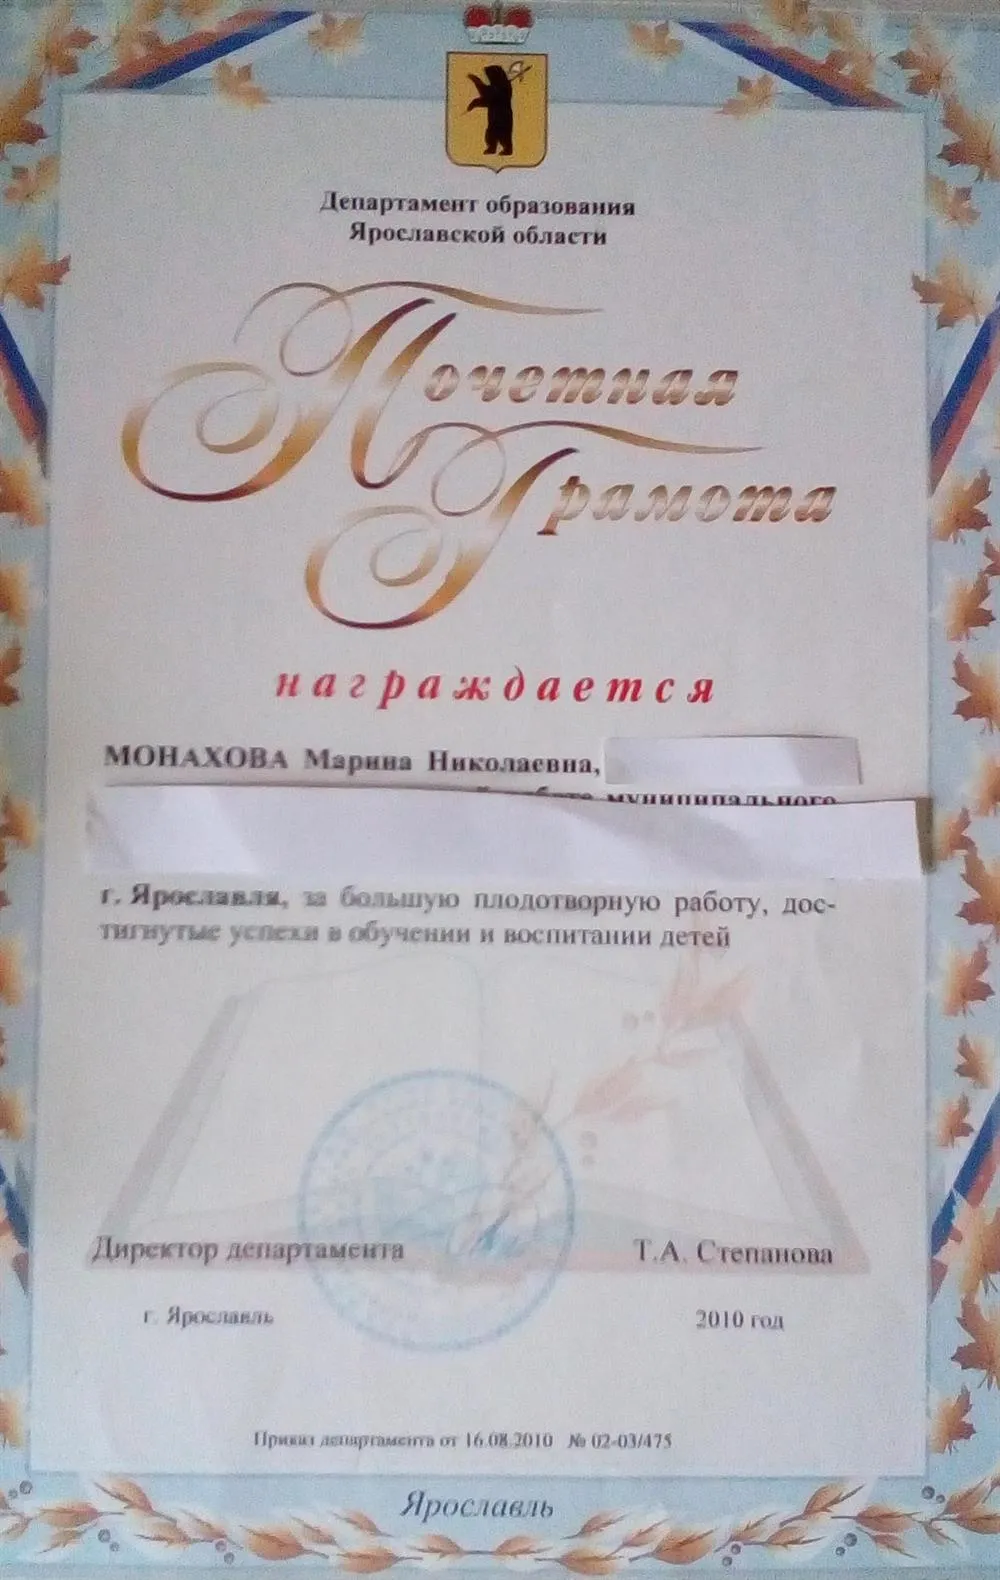 Департамент образования
Ярославской области
Почетная
Грамота
награждается
МОНАХОВА Марина Николаевна,
муниципального
г. Ярославля, за большую плодотворную работу, дос-
тигнутые успехи в обучении и воспитании детей
Директор департамента Т.А. Степанова
г. Ярославль 2010 год
Приказ департамента от 16.08.2010 № 02-03/475
Ярославль